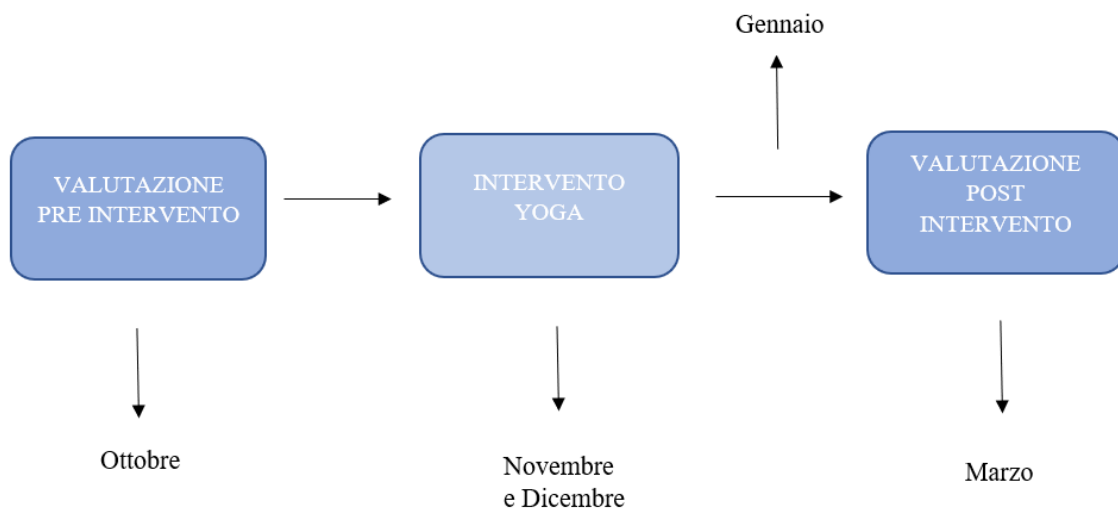 Gennaio
VALUTAZIONE
PRE INTERVENTO
INTERVENTO
YOGA
VALUTAZIONE
POST
INTERVENTO
Ottobre
Novembre
e Dicembre
Marzo